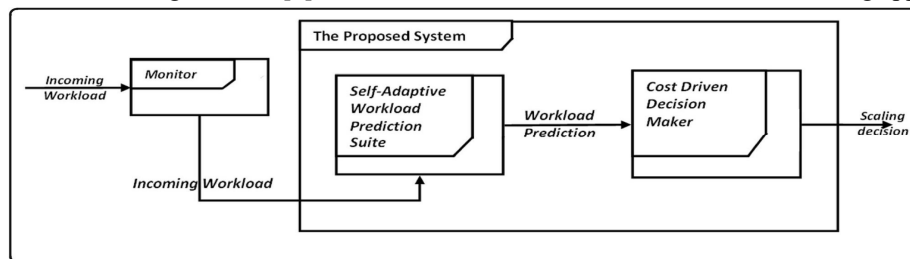 The Proposed System
Monitor
Incoming
Workload
Self-Adaptive
Workload
Prediction
Suite
Workload
Prediction
Cost Driven
Decision
Maker
Scaling
decision
Incoming Workload